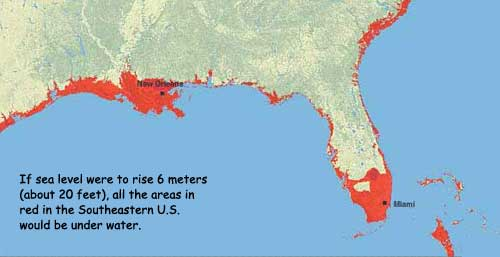 New Orleans
If sea level were to rise 6 meters
(about 20 feet), all the areas in
red in the Southeastern U.S.
would be under water.
Miami